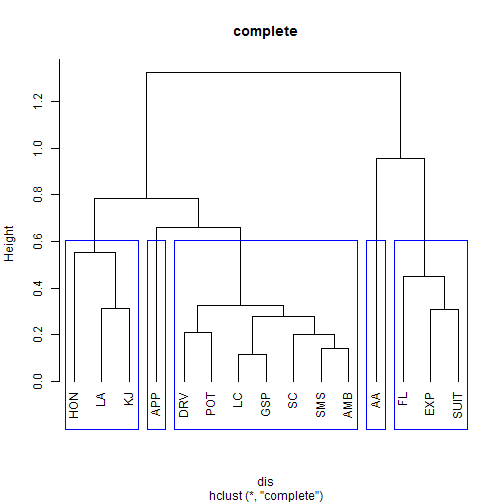 complete
Height
0.0 0.2 0.4 0.6 0.8 1.0 1.2
HON LA KJ APP DRV POT LC GSP SC SMS AMB AA FL EXP SUIT
dis
hclust (*, "complete")